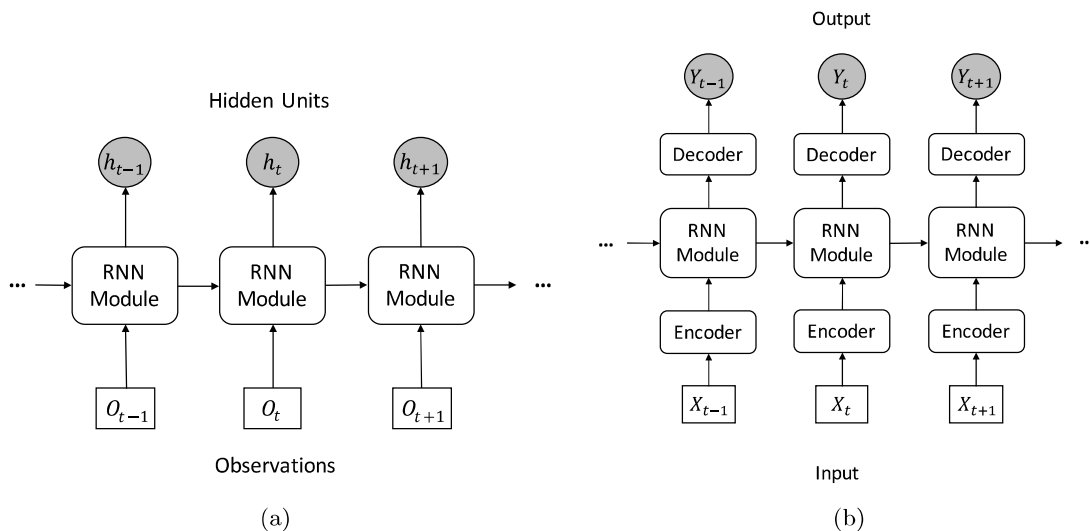 Hidden Units
h_{t-1} h_t h_{t+1}
RNN Module RNN Module RNN Module
... ...
O_{t-1} O_t O_{t+1}
Observations
(a)
Output
Y_{t-1} Y_t Y_{t+1}
Decoder Decoder Decoder
RNN Module RNN Module RNN Module
... ..
Encoder Encoder Encoder
X_{t-1} X_t X_{t+1}
Input
(b)